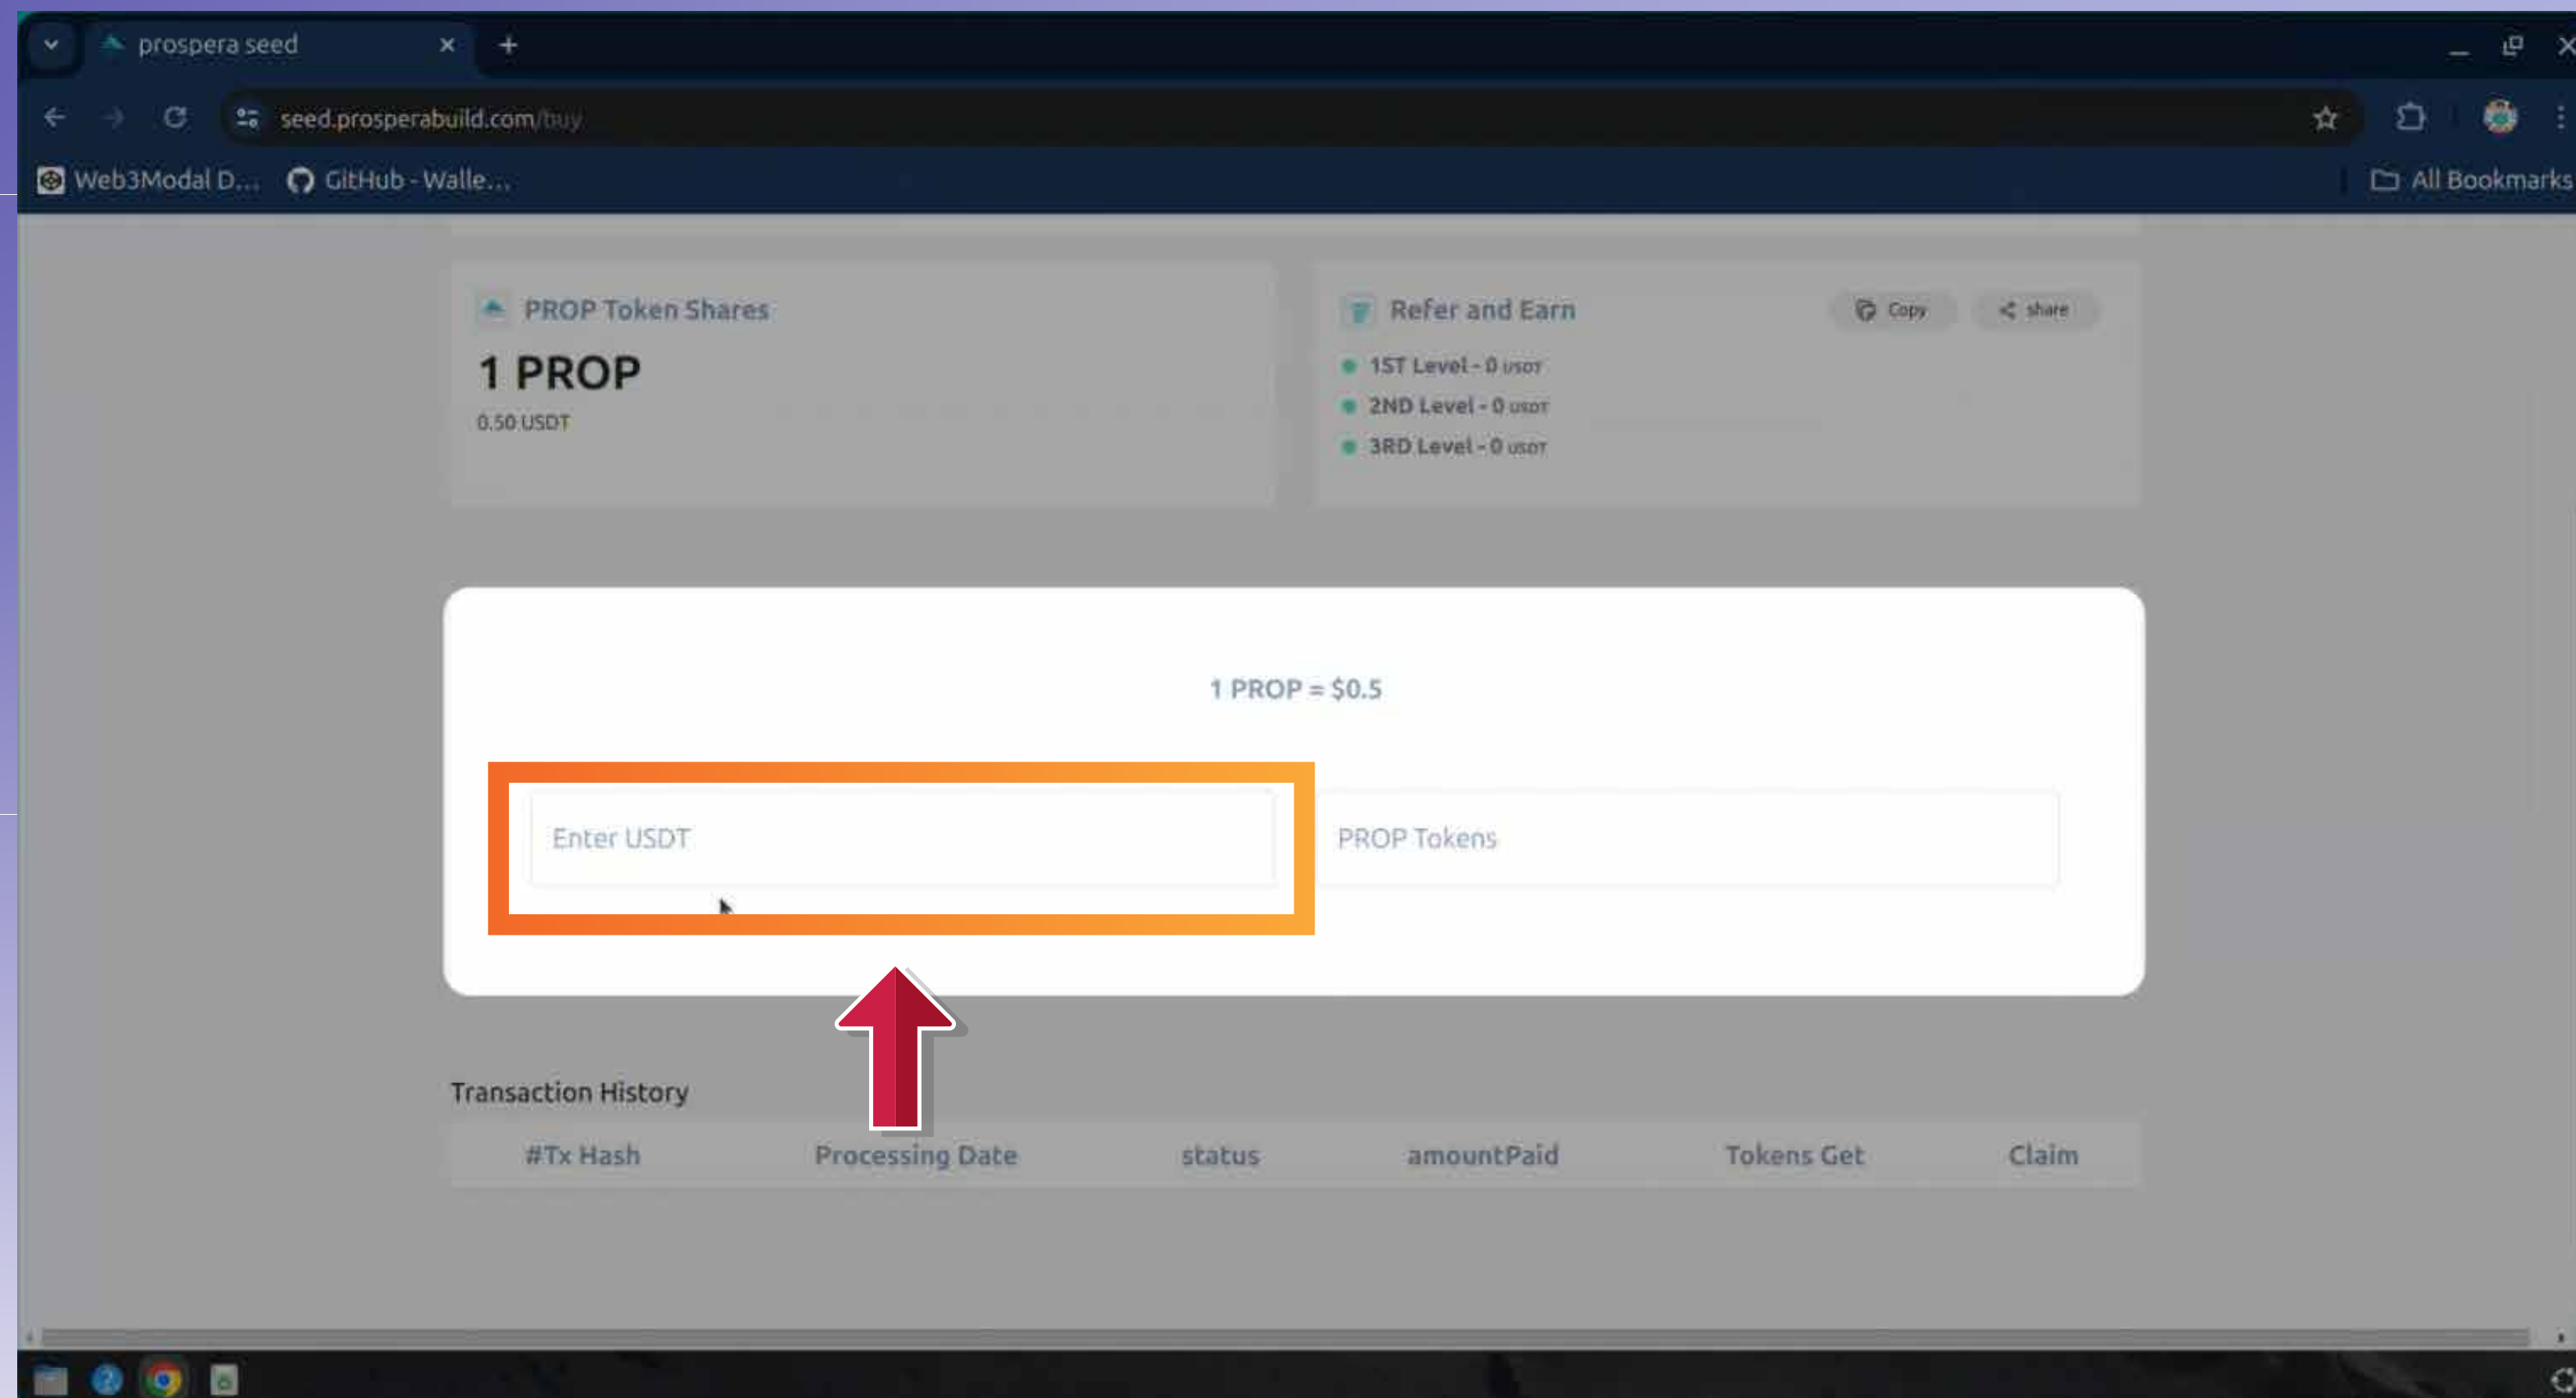 prospera seed
seed.prosperabuild.com/buy
Web3Modal D... GitHub - Walle... All Bookmarks
PROP Token Shares
1 PROP
0.50 USDT
Refer and Earn Copy share
1ST Level - 0 USDT
2ND Level - 0 USDT
3RD Level - 0 USDT
1 PROP = $0.5
Enter USDT PROP Tokens
Transaction History
#Tx Hash Processing Date status amountPaid Tokens Get Claim